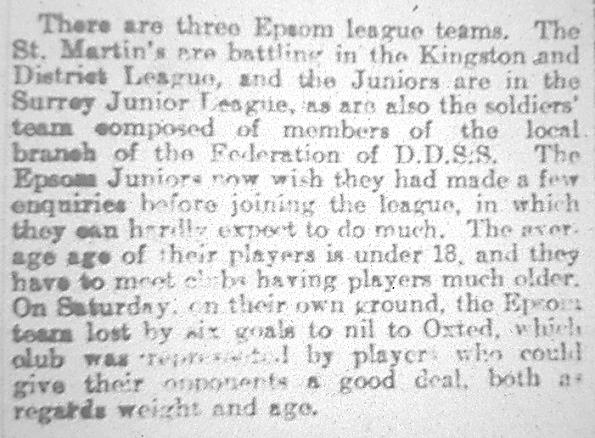 There are three Epsom league teams. The
St. Martin's are battling in the Kingston and
District League, and the Juniors are in the
Surrey Junior League, as are also the soldiers'
team composed of members of the local
branch of the Federation of D.D.S.S. The
Epsom Juniors now wish they had made a few
enquiries before joining the league, in which
they can hardly expect to do much. The aver-
age age of their players is under 18, and they
have to meet clubs having players much older.
On Saturday, on their own ground, the Epsom
team lost by six goals to nil to Oxted, which
club was represented by players who could
give their opponents a good deal, both as
regards weight and age.